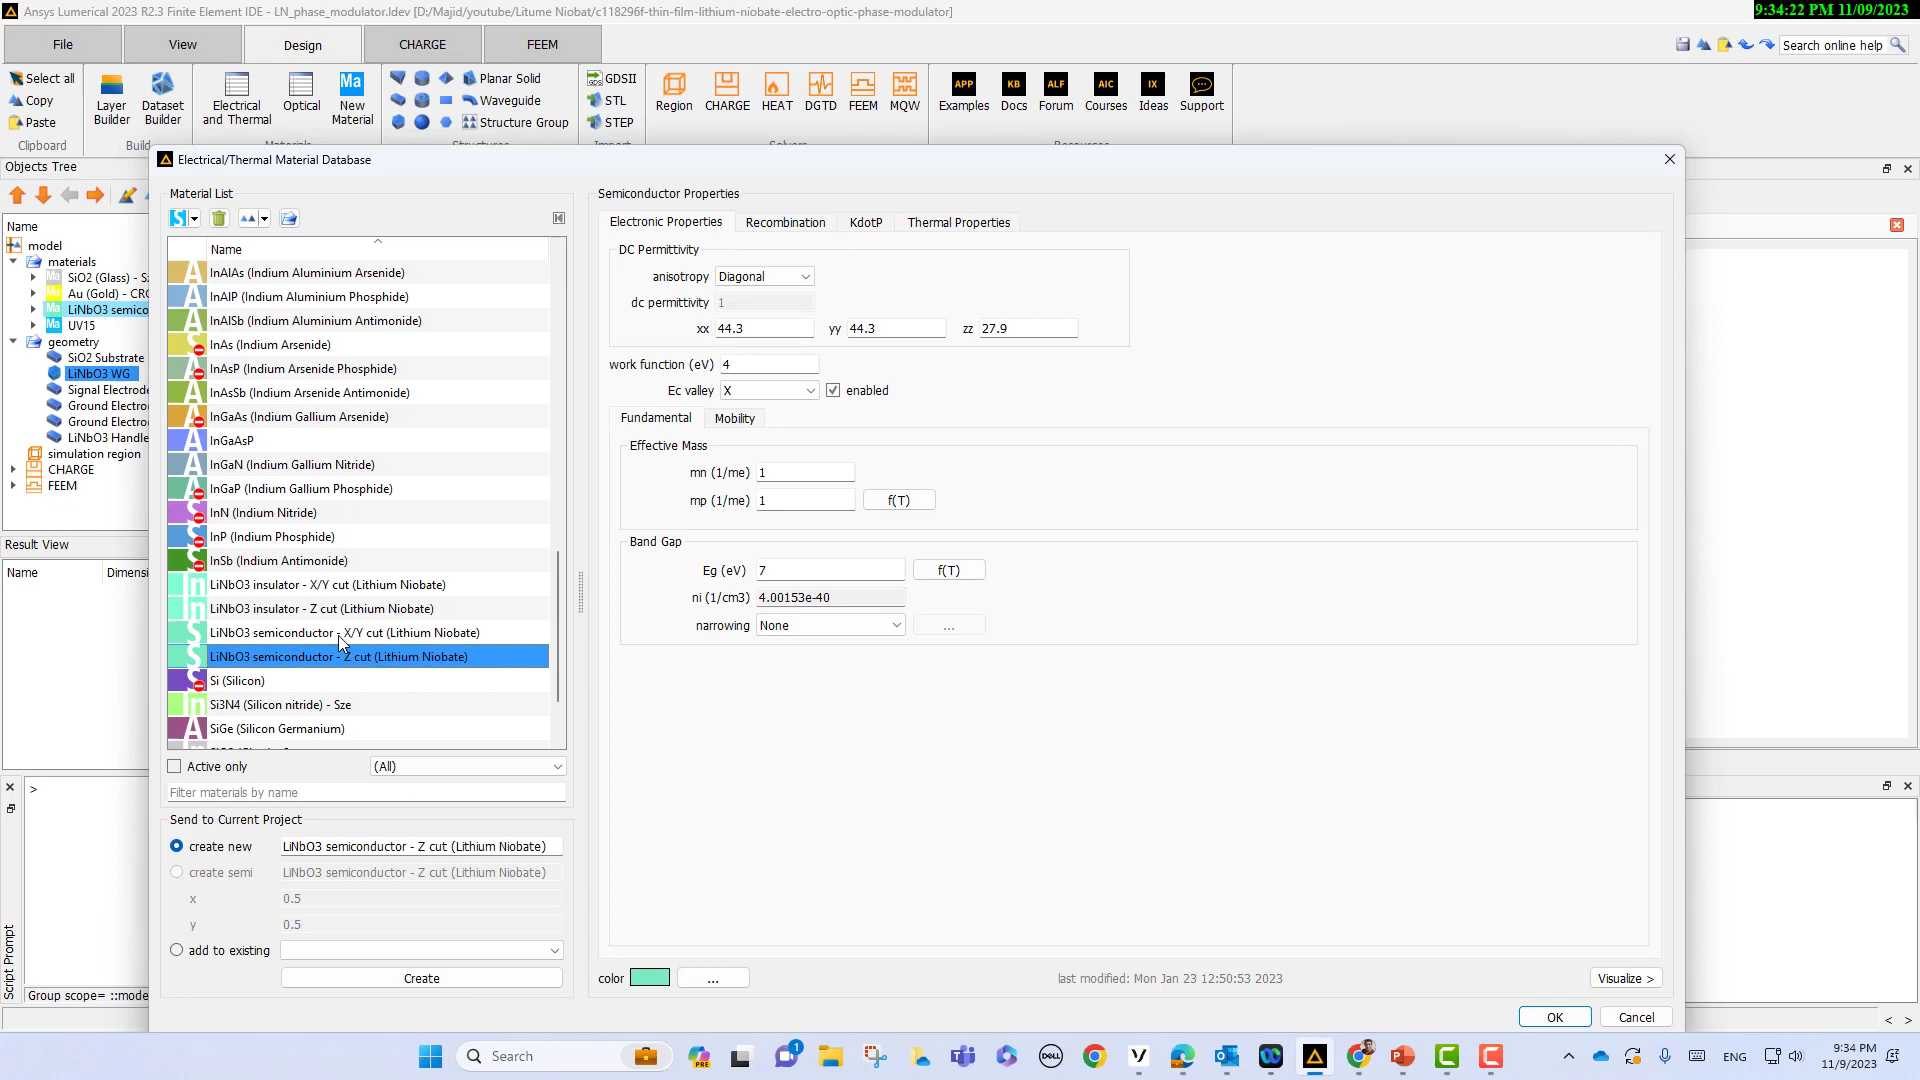 Ansys Lumerical 2023 R2.3 Finite Element IDE - LN_phase_modulator.ldev [D:/Majid/youtube/Litume Niobat/c118296f-thin-film-lithium-niobate-electro-optic-phase-modulator]
9:34:22 PM 11/09/2023
File View Design CHARGE FEEM
Search online help
Select all
Copy
Paste
Clipboard
Layer Builder
Dataset Builder
Electrical and Thermal
Optical
New Material
Ma
Planar Solid
Waveguide
Structure Group
GDSII
STL
STEP
Region CHARGE HEAT DGTD FEEM MQW
APP KB ALF AIC IX
Examples Docs Forum Courses Ideas Support
Objects Tree
Name
model
materials
SiO2 (Glass) - Sz
Au (Gold) - CRC
LiNbO3 semico
UV15
geometry
SiO2 Substrate
LiNbO3 WG
Signal Electrode
Ground Electro
Ground Electro
LiNbO3 Handle
simulation region
CHARGE
FEEM
Result View
Name Dimensi
>
Script Prompt
Group scope= ::mode
Electrical/Thermal Material Database
Material List
Name
InAlAs (Indium Aluminium Arsenide)
InAlP (Indium Aluminium Phosphide)
InAlSb (Indium Aluminium Antimonide)
InAs (Indium Arsenide)
InAsP (Indium Arsenide Phosphide)
InAsSb (Indium Arsenide Antimonide)
InGaAs (Indium Gallium Arsenide)
InGaAsP
InGaN (Indium Gallium Nitride)
InGaP (Indium Gallium Phosphide)
InN (Indium Nitride)
InP (Indium Phosphide)
InSb (Indium Antimonide)
LiNbO3 insulator - X/Y cut (Lithium Niobate)
LiNbO3 insulator - Z cut (Lithium Niobate)
LiNbO3 semiconductor - X/Y cut (Lithium Niobate)
LiNbO3 semiconductor - Z cut (Lithium Niobate)
Si (Silicon)
Si3N4 (Silicon nitride) - Sze
SiGe (Silicon Germanium)
Active only (All)
Filter materials by name
Send to Current Project
create new LiNbO3 semiconductor - Z cut (Lithium Niobate)
create semi LiNbO3 semiconductor - Z cut (Lithium Niobate)
x 0.5
y 0.5
add to existing
Create
Semiconductor Properties
Electronic Properties Recombination KdotP Thermal Properties
DC Permittivity
anisotropy Diagonal
dc permittivity 1
xx 44.3 yy 44.3 zz 27.9
work function (eV) 4
Ec valley X enabled
Fundamental Mobility
Effective Mass
mn (1/me) 1
mp (1/me) 1 f(T)
Band Gap
Eg (eV) 7 f(T)
ni (1/cm3) 4.00153e-40
narrowing None ...
color ... last modified: Mon Jan 23 12:50:53 2023 Visualize >
OK Cancel
< >
Search
PRE
1
DELL
ENG
9:34 PM
11/9/2023